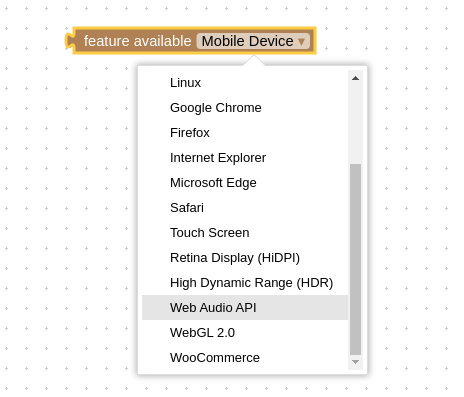 feature available Mobile Device ▾
Linux
Google Chrome
Firefox
Internet Explorer
Microsoft Edge
Safari
Touch Screen
Retina Display (HiDPI)
High Dynamic Range (HDR)
Web Audio API
WebGL 2.0
WooCommerce